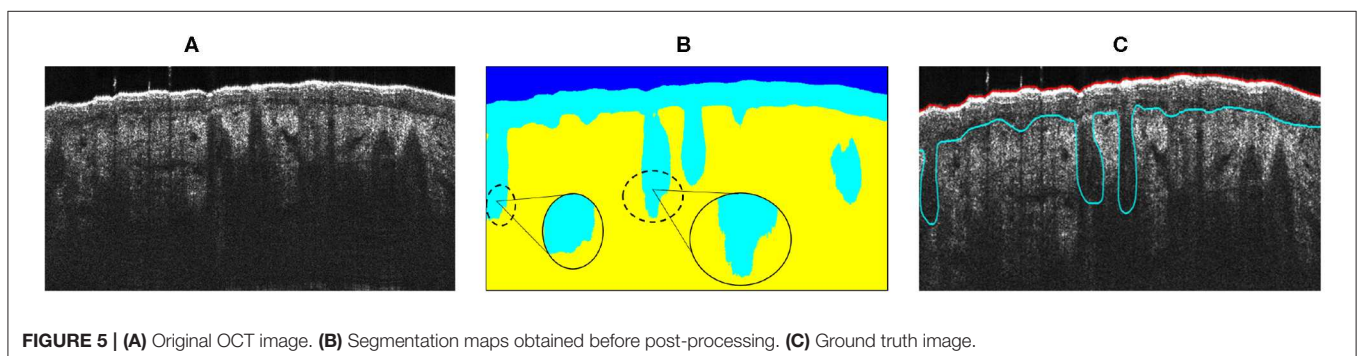 A
B
C
FIGURE 5 | (A) Original OCT image. (B) Segmentation maps obtained before post-processing. (C) Ground truth image.